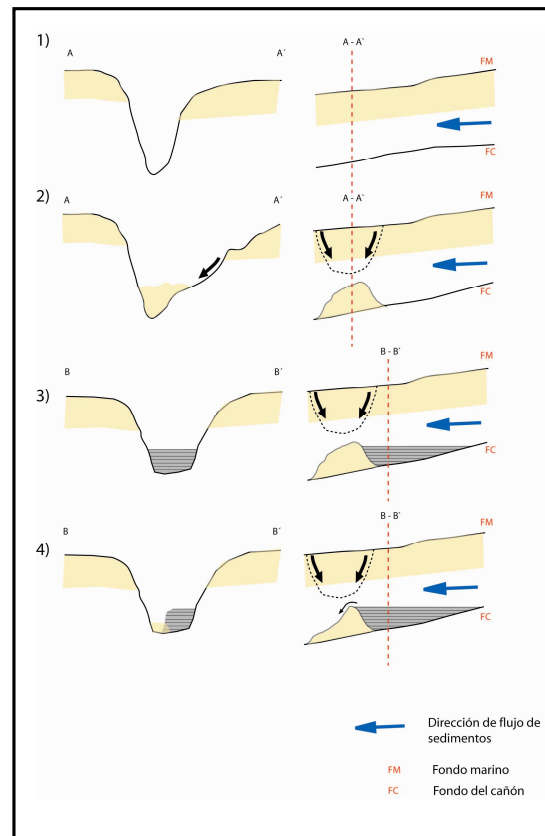 1)
A A´
A - A`
FM
FC
2)
A A´
A - A`
FM
FC
3)
B B´
B - B`
FM
FC
4)
B B´
B - B`
FM
FC
Dirección de flujo de
sedimentos
FM Fondo marino
FC Fondo del cañón